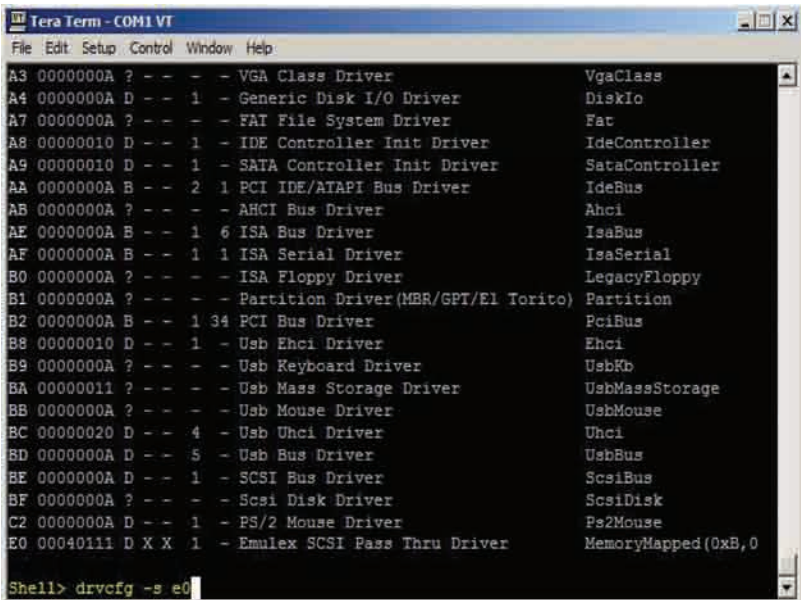 Tera Term - COM1 VT
File Edit Setup Control Window Help
A3 0000000A ? - - - - VGA Class Driver VgaClass
A4 0000000A D - - 1 - Generic Disk I/O Driver DiskIo
A7 0000000A ? - - - - FAT File System Driver Fat
A8 00000010 D - - 1 - IDE Controller Init Driver IdeController
A9 00000010 D - - 1 - SATA Controller Init Driver SataController
AA 0000000A B - - 2 1 PCI IDE/ATAPI Bus Driver IdeBus
AB 0000000A ? - - - - AHCI Bus Driver Ahci
AE 0000000A B - - 1 6 ISA Bus Driver IsaBus
AF 0000000A B - - 1 1 ISA Serial Driver IsaSerial
B0 0000000A ? - - - - ISA Floppy Driver LegacyFloppy
B1 0000000A ? - - - - Partition Driver(MBR/GPT/El Torito) Partition
B2 0000000A B - - 1 34 PCI Bus Driver PciBus
B8 00000010 D - - 1 - Usb Ehci Driver Ehci
B9 0000000A ? - - - - Usb Keyboard Driver UsbKb
BA 00000011 ? - - - - Usb Mass Storage Driver UsbMassStorage
BB 0000000A ? - - - - Usb Mouse Driver UsbMouse
BC 00000020 D - - 4 - Usb Uhci Driver Uhci
BD 0000000A D - - 5 - Usb Bus Driver UsbBus
BE 0000000A D - - 1 - SCSI Bus Driver ScsiBus
BF 0000000A ? - - - - Scsi Disk Driver ScsiDisk
C2 0000000A D - - 1 - PS/2 Mouse Driver Ps2Mouse
E0 00040111 D X X 1 - Emulex SCSI Pass Thru Driver MemoryMapped(0xB,0
Shell> drvcfg -s e0